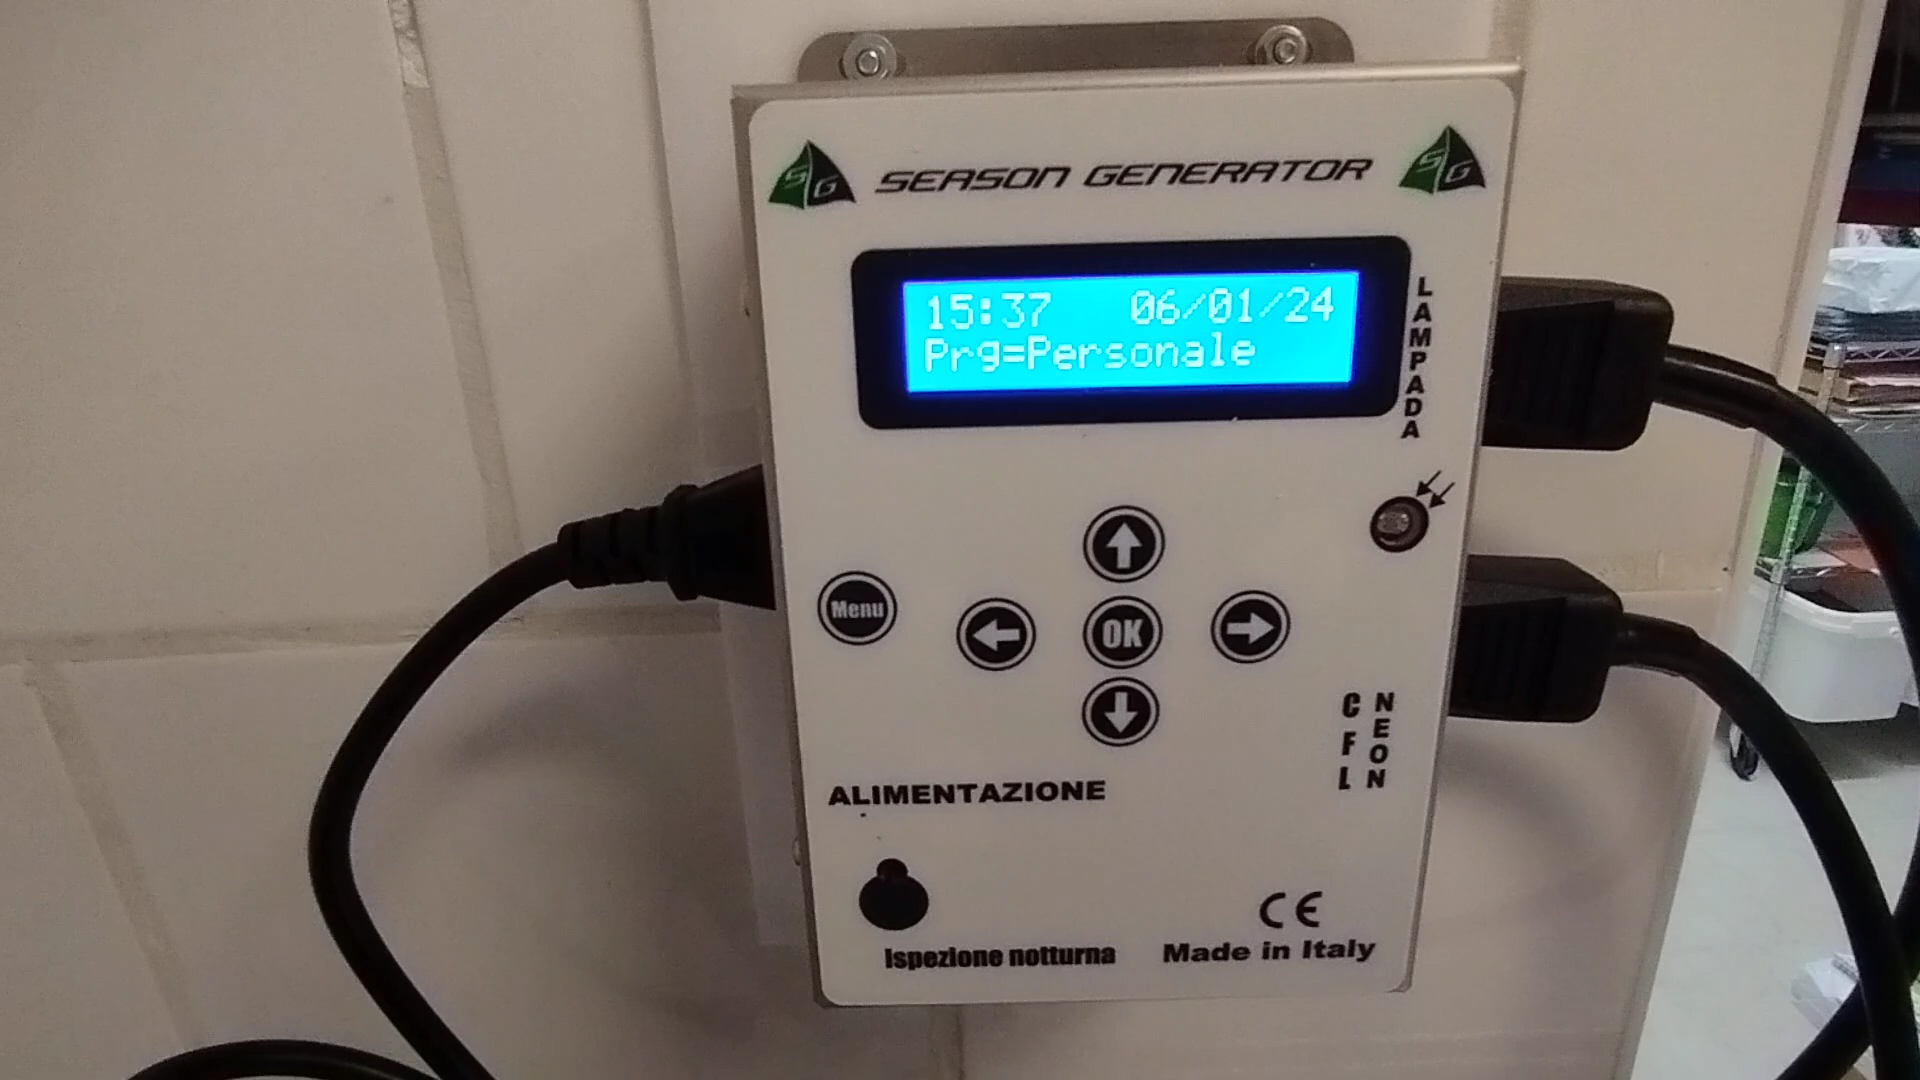 SG
SEASON GENERATOR
SG
15:37 06/01/24
Prg=Personale
LAMPADA
Menu
OK
CFL
NEON
ALIMENTAZIONE
Ispezione notturna
CE
Made in Italy